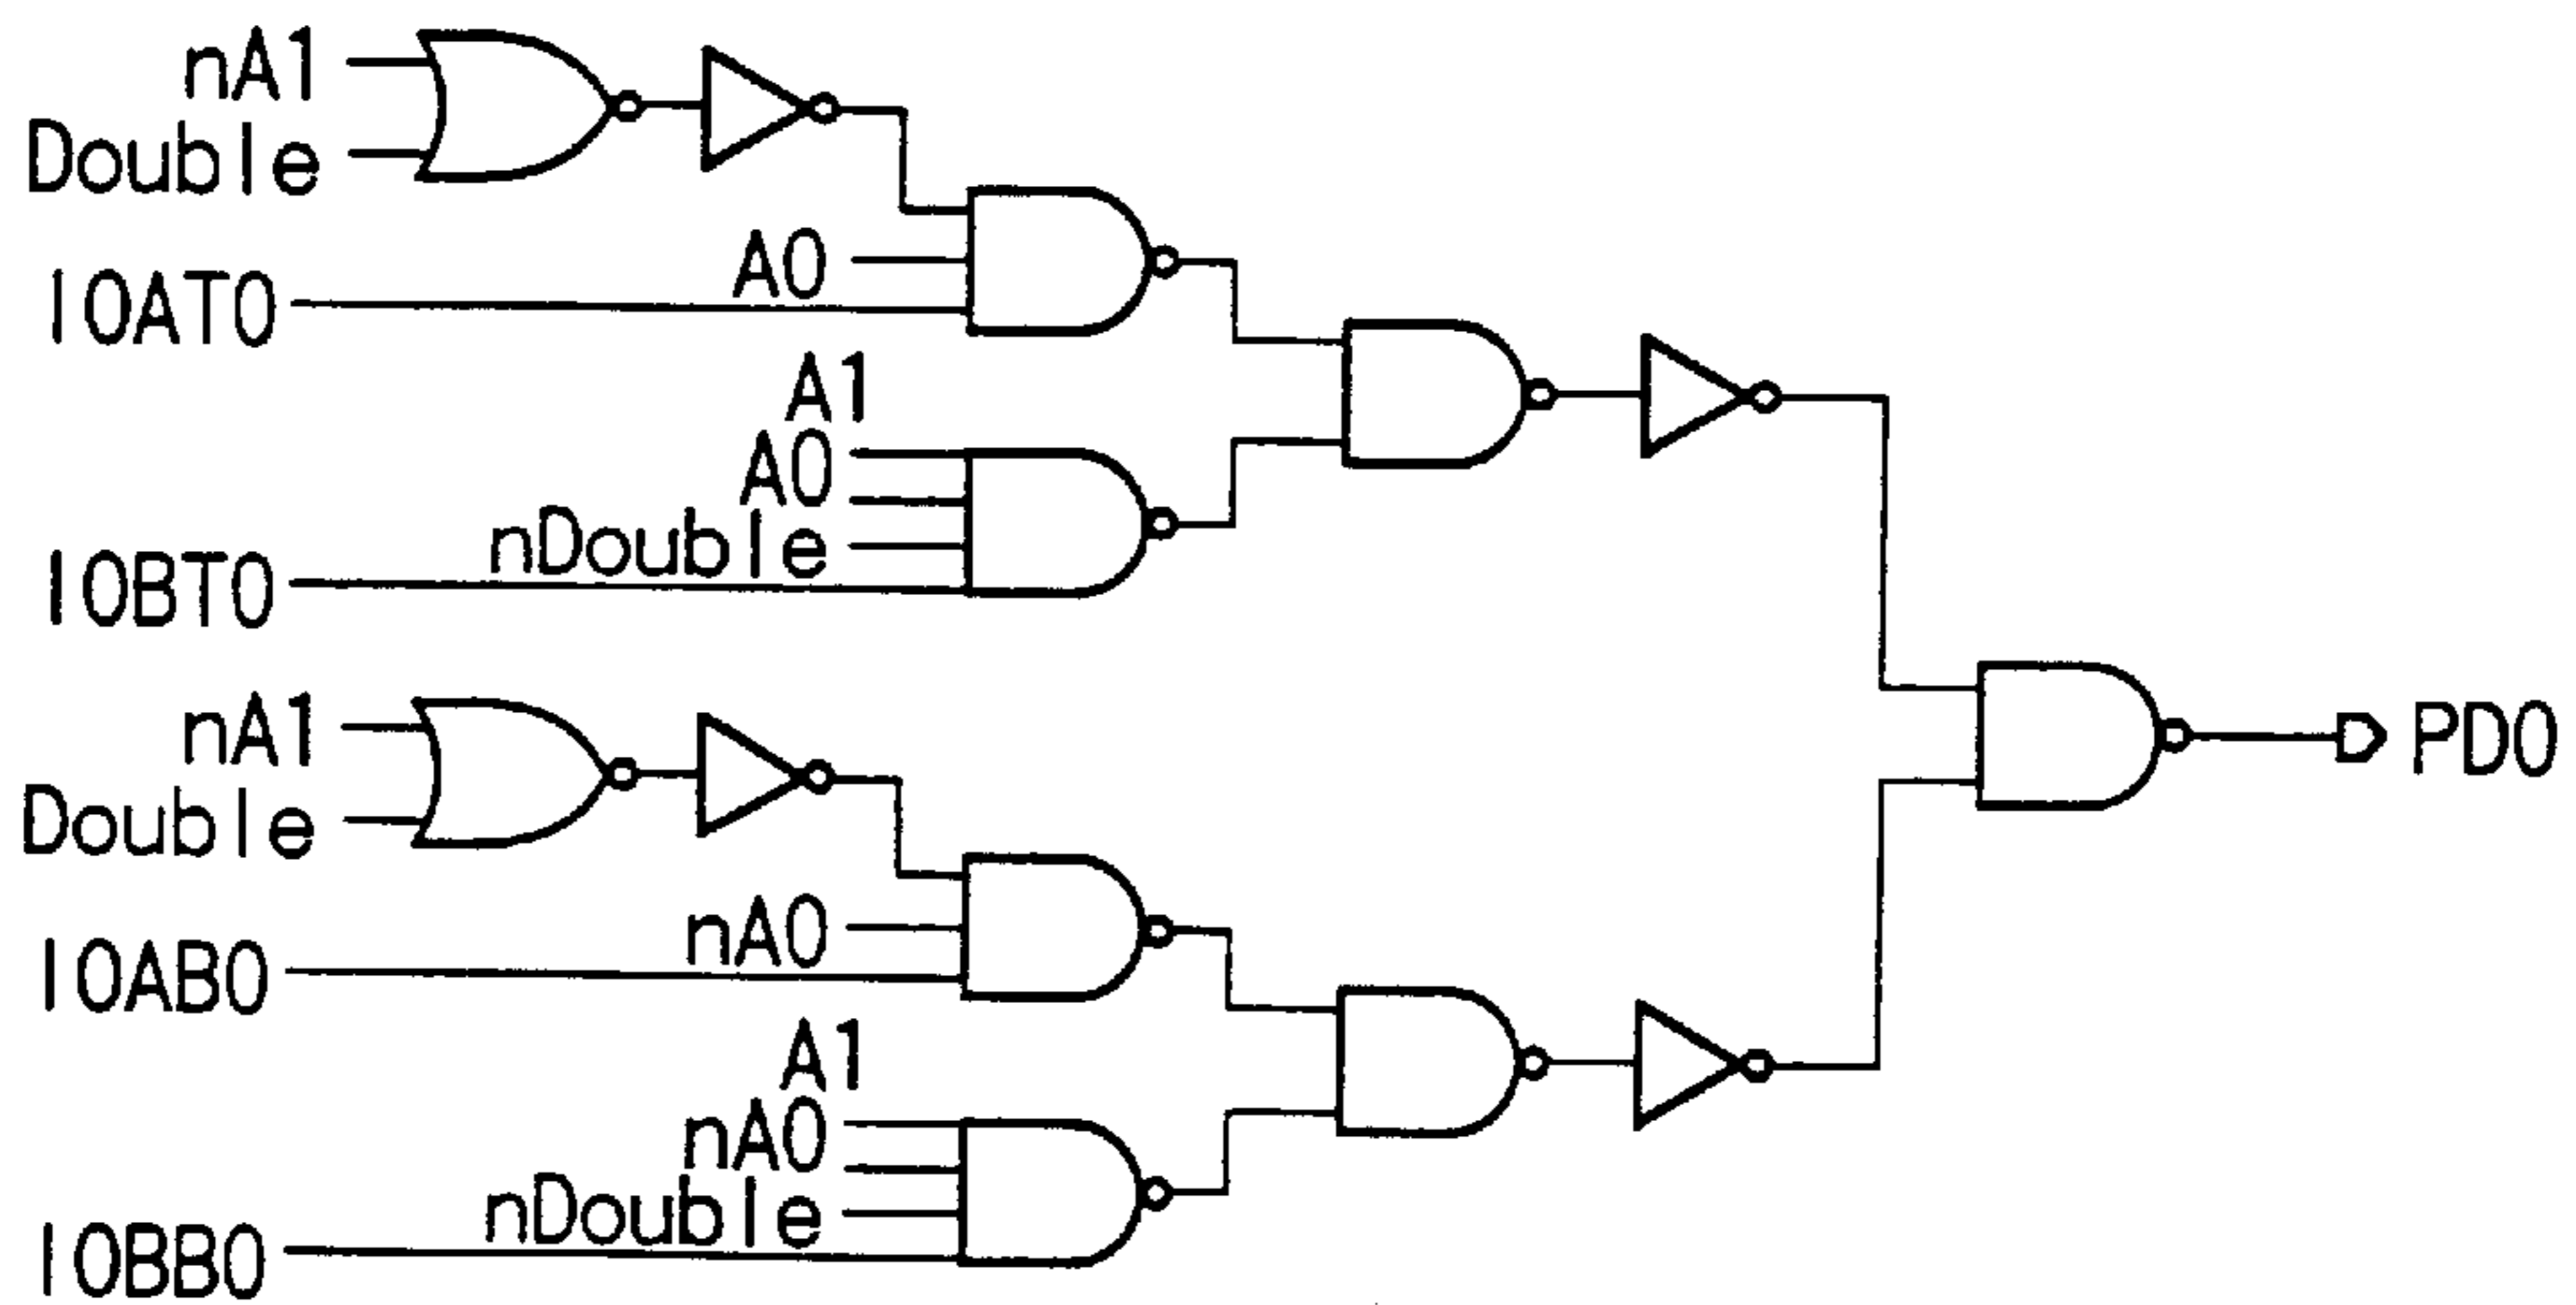 nA1
Double
A0
IOAT0
A1
A0
nDouble
IOBT0
nA1
Double
PD0
nA0
IOAB0
A1
nA0
nDouble
IOBB0